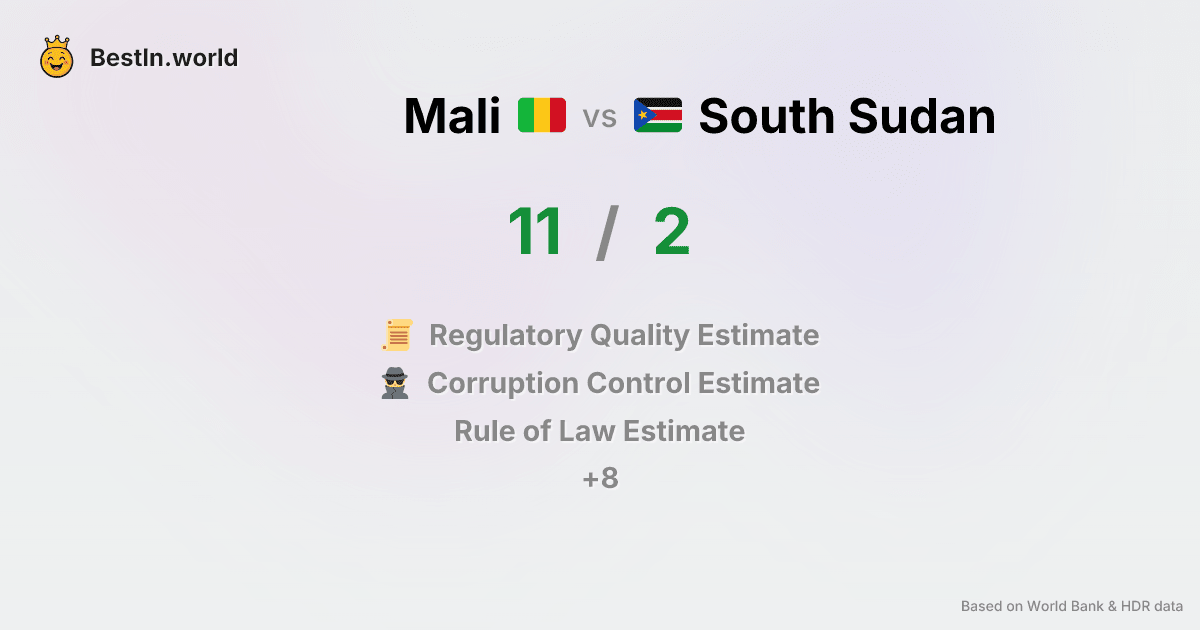 BestIn.world
Mali vs South Sudan
11 / 2
Regulatory Quality Estimate
Corruption Control Estimate
Rule of Law Estimate
+8
Based on World Bank & HDR data